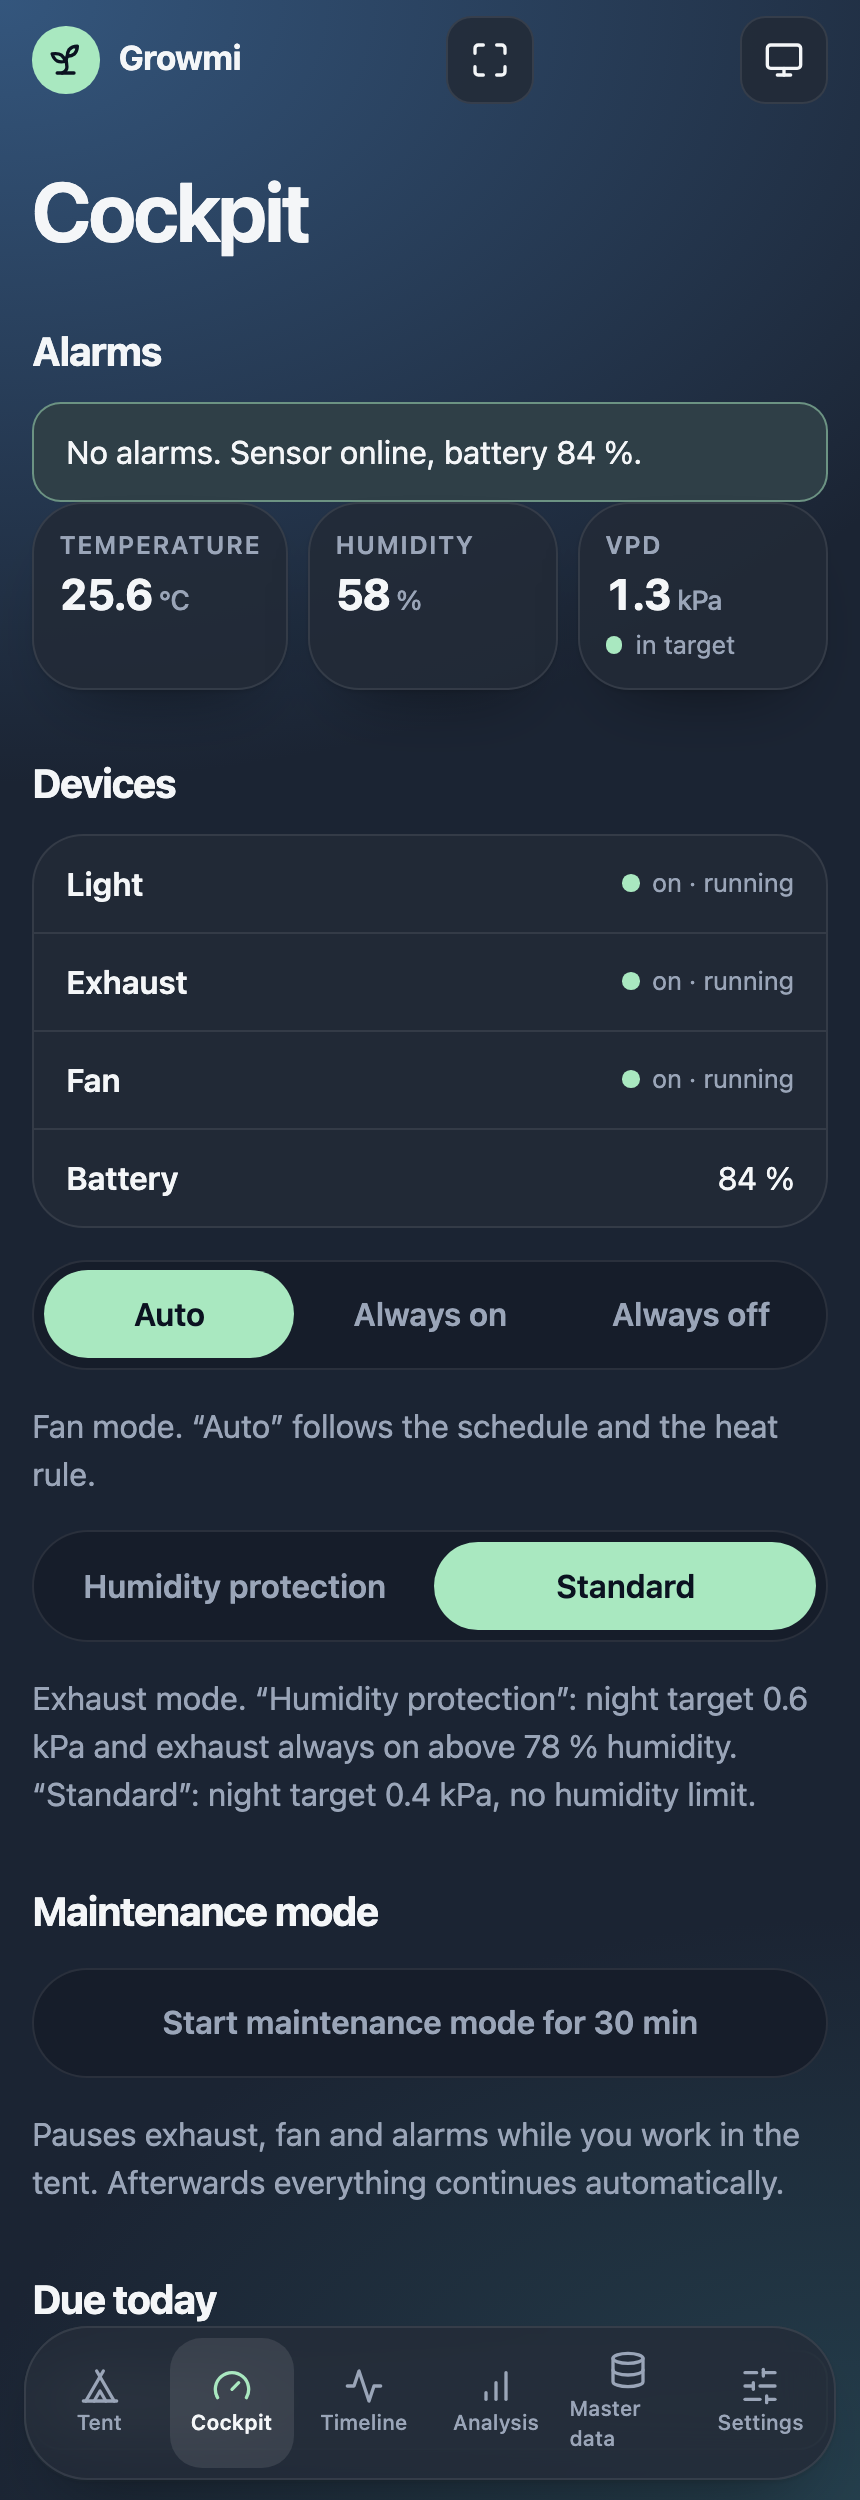 Growmi
Cockpit
Alarms
No alarms. Sensor online, battery 84 %.
TEMPERATURE
25.6 °C
HUMIDITY
58 %
VPD
1.3 kPa
in target
Devices
Light
on · running
Exhaust
on · running
Fan
on · running
Battery
84 %
Auto
Always on
Always off
Fan mode. “Auto” follows the schedule and the heat
rule.
Humidity protection
Standard
Exhaust mode. “Humidity protection”: night target 0.6
kPa and exhaust always on above 78 % humidity.
“Standard”: night target 0.4 kPa, no humidity limit.
Maintenance mode
Start maintenance mode for 30 min
Pauses exhaust, fan and alarms while you work in the
tent. Afterwards everything continues automatically.
Due today
Tent
Cockpit
Timeline
Analysis
Master
data
Settings